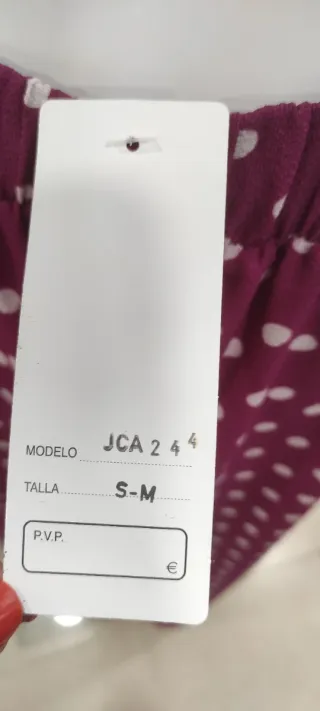 MODELO JCA 2 4 4
TALLA S-M
P.V.P.
€